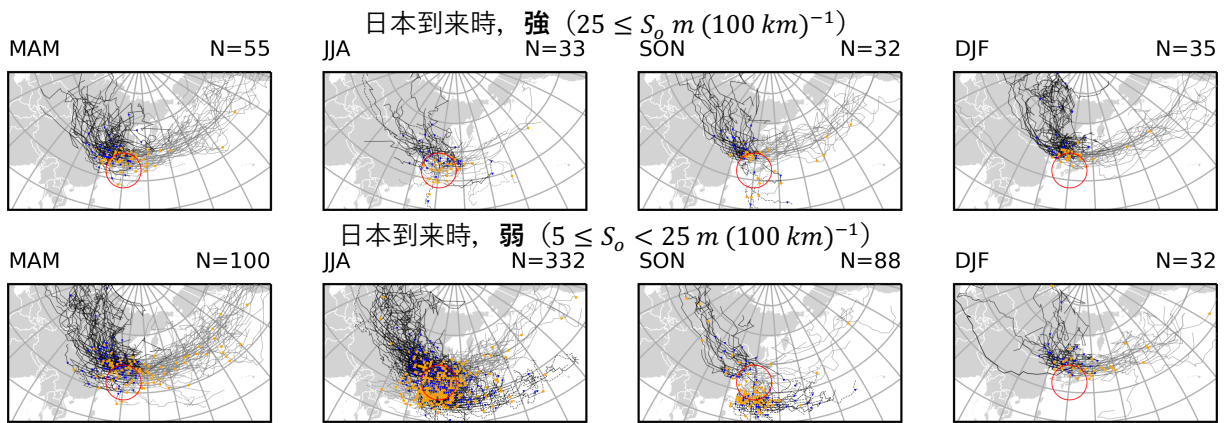 日本到来時，強（25 ≤ S_o m (100 km)^{-1}）
MAM N=55 JJA N=33 SON N=32 DJF N=35
日本到来時，弱（5 ≤ S_o < 25 m (100 km)^{-1}）
MAM N=100 JJA N=332 SON N=88 DJF N=32